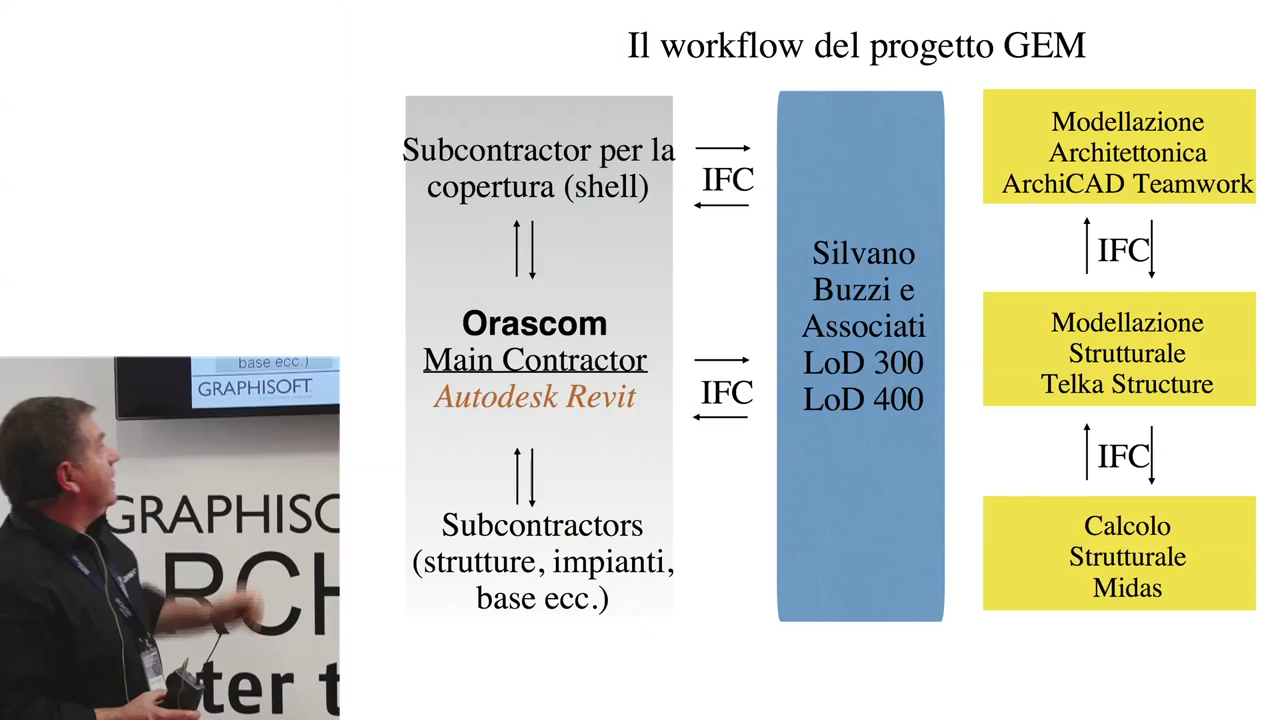 Il workflow del progetto GEM
Subcontractor per la
copertura (shell)
Orascom
Main Contractor
Autodesk Revit
Subcontractors
(strutture, impianti,
base ecc.)
IFC
IFC
Silvano
Buzzi e
Associati
LoD 300
LoD 400
Modellazione
Architettonica
ArchiCAD Teamwork
IFC
Modellazione
Strutturale
Telka Structure
IFC
Calcolo
Strutturale
Midas
base ecc.)
GRAPHISOFT
GRAPHISO
ARCH
ter t